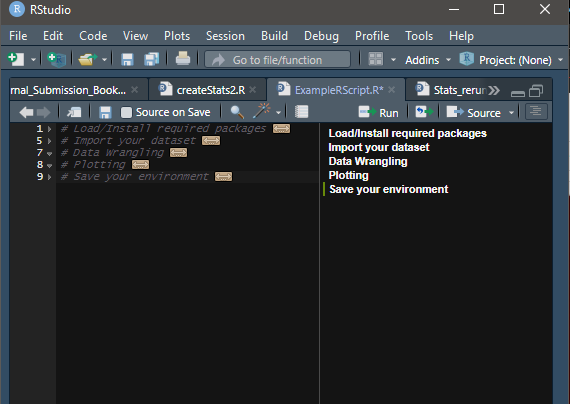 RStudio
File Edit Code View Plots Session Build Debug Profile Tools Help
Go to file/function Addins Project: (None)
rnal_Submission_Book... createStats2.R ExampleRScript.R* Stats_rerun
Source on Save Run Source
1 # Load/Install required packages
5 # Import your dataset
7 # Data Wrangling
8 # Plotting
9 # Save your environment
Load/Install required packages
Import your dataset
Data Wrangling
Plotting
Save your environment